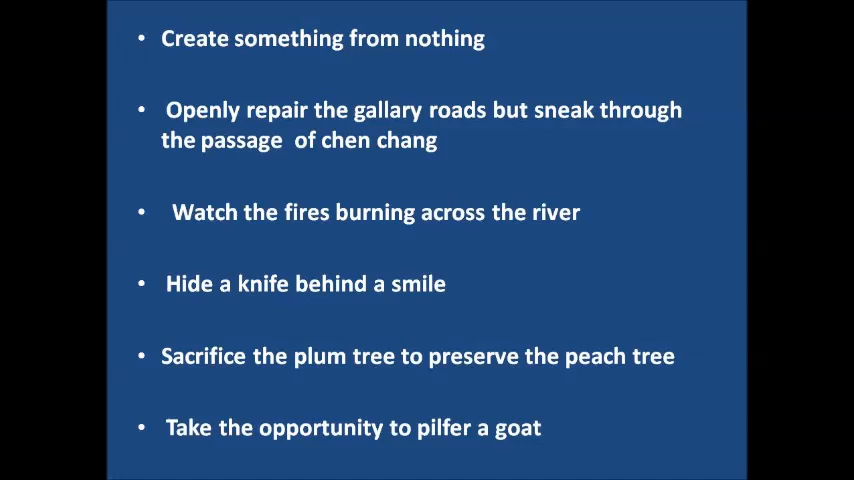 • Create something from nothing
• Openly repair the gallary roads but sneak through
the passage of chen chang
• Watch the fires burning across the river
• Hide a knife behind a smile
• Sacrifice the plum tree to preserve the peach tree
• Take the opportunity to pilfer a goat